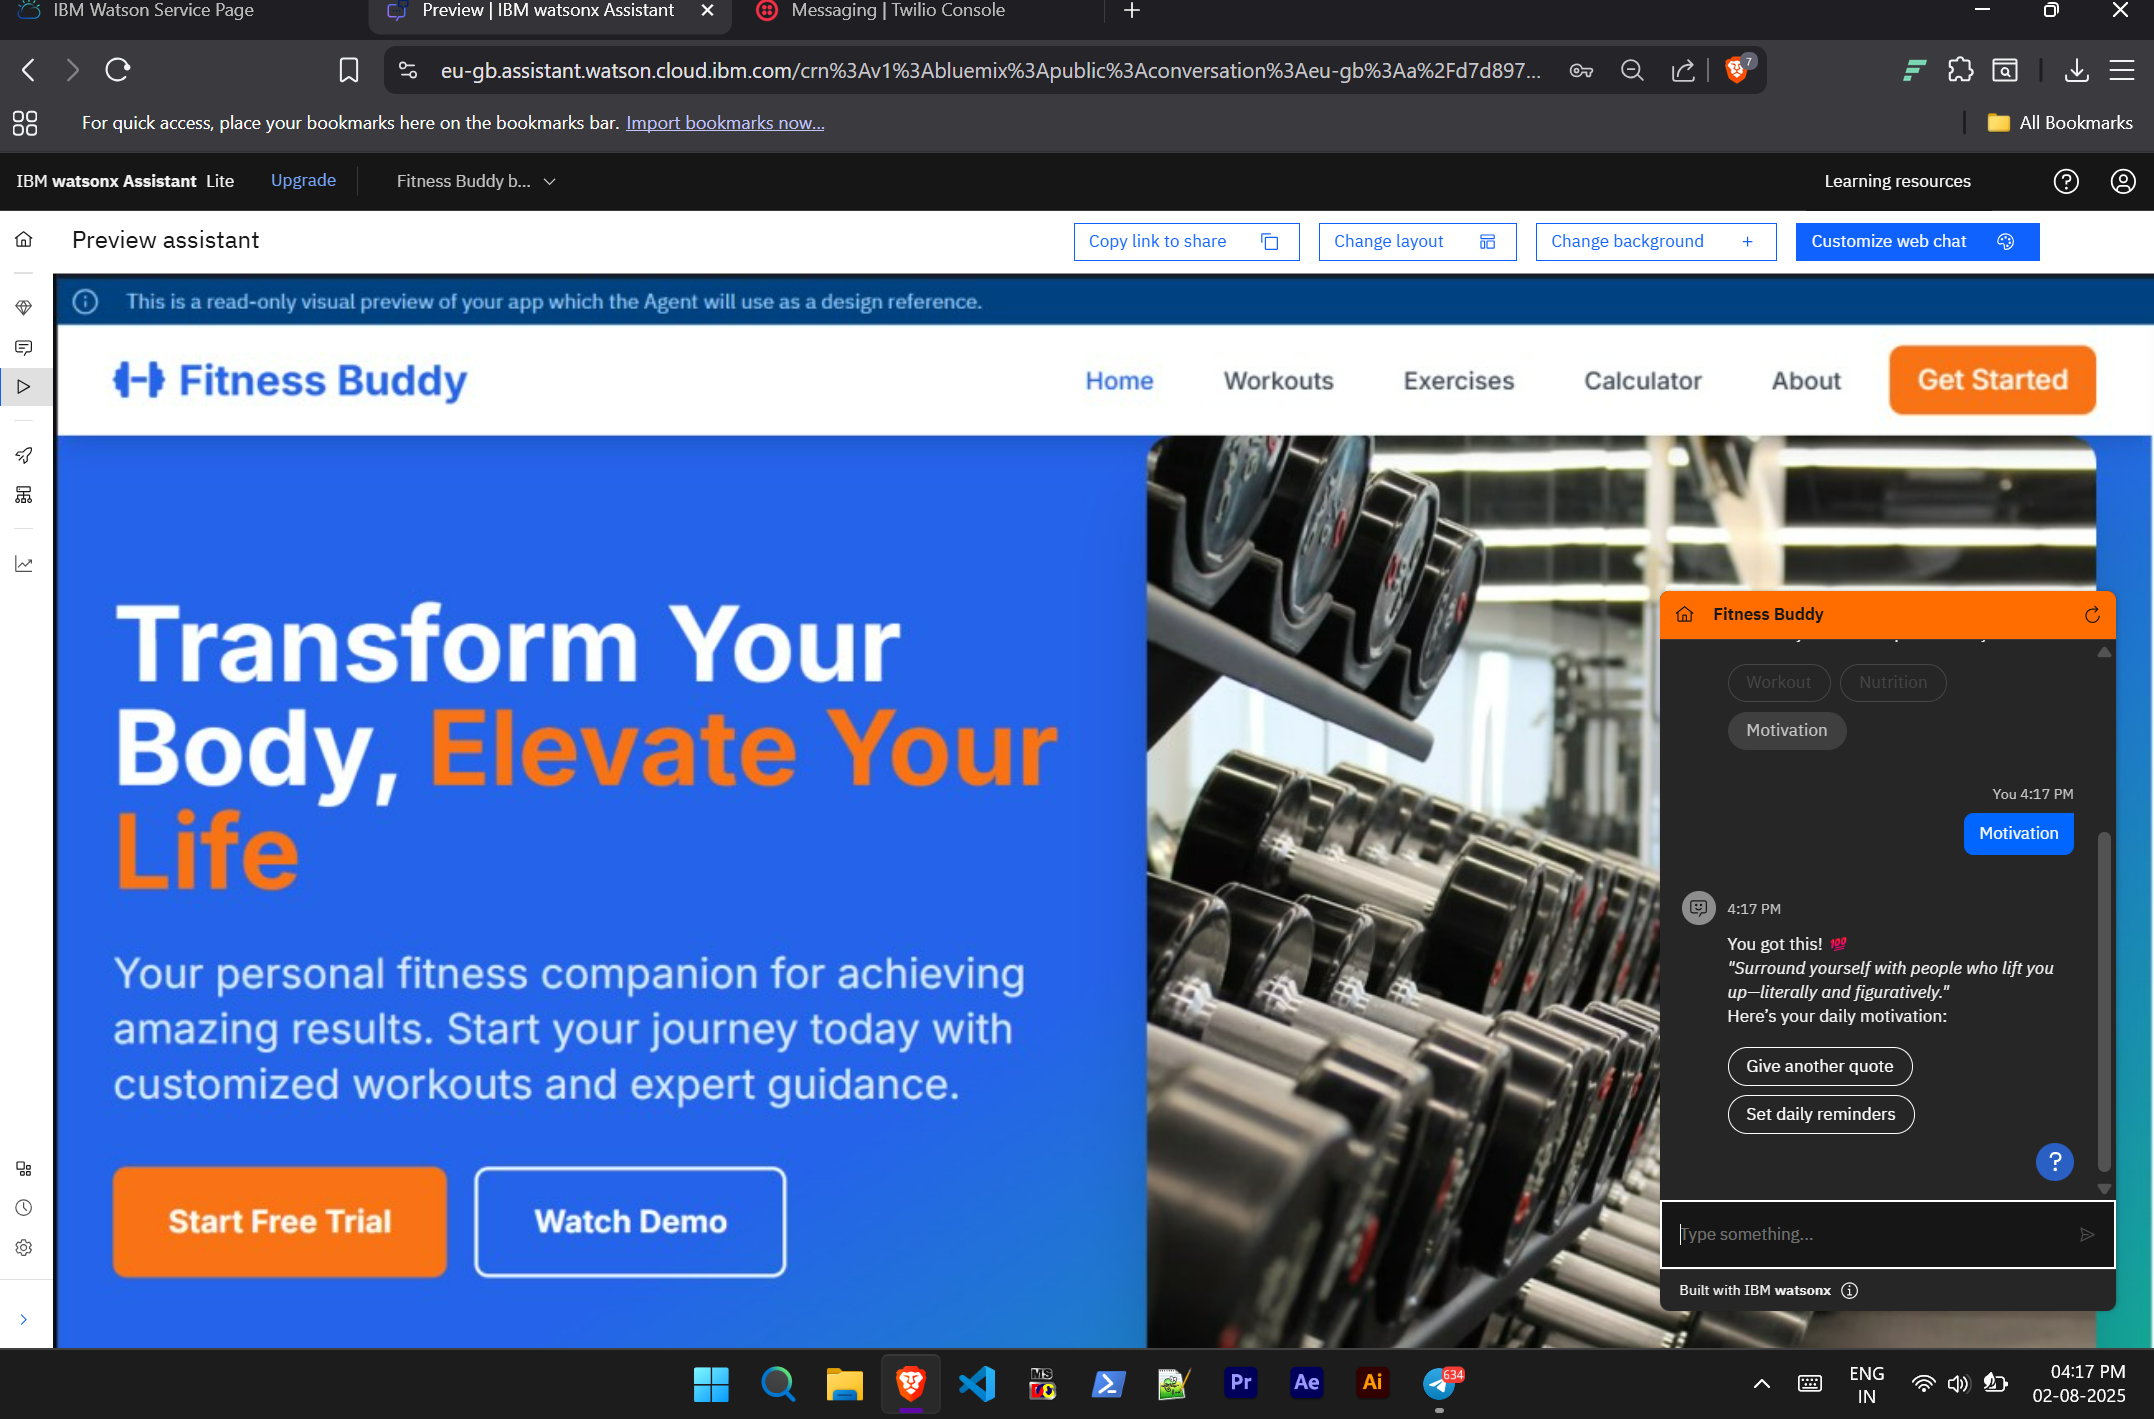 IBM Watson Service Page
Preview | IBM watsonx Assistant
Messaging | Twilio Console
eu-gb.assistant.watson.cloud.ibm.com/crn%3Av1%3Abluemix%3Apublic%3Aconversation%3Aeu-gb%3Aa%2Fd7d897...
7
For quick access, place your bookmarks here on the bookmarks bar. Import bookmarks now...
All Bookmarks
IBM watsonx Assistant Lite
Upgrade
Fitness Buddy b...
Learning resources
Preview assistant
Copy link to share
Change layout
Change background
Customize web chat
This is a read-only visual preview of your app which the Agent will use as a design reference.
Fitness Buddy
Home
Workouts
Exercises
Calculator
About
Get Started
Transform Your
Body, Elevate Your
Life
Your personal fitness companion for achieving
amazing results. Start your journey today with
customized workouts and expert guidance.
Start Free Trial
Watch Demo
Fitness Buddy
Workout
Nutrition
Motivation
You 4:17 PM
Motivation
4:17 PM
You got this! 💯
"Surround yourself with people who lift you
up—literally and figuratively."
Here's your daily motivation:
Give another quote
Set daily reminders
?
Type something...
Built with IBM watsonx
MS
Pr
Ae
Ai
634
ENG
IN
04:17 PM
02-08-2025